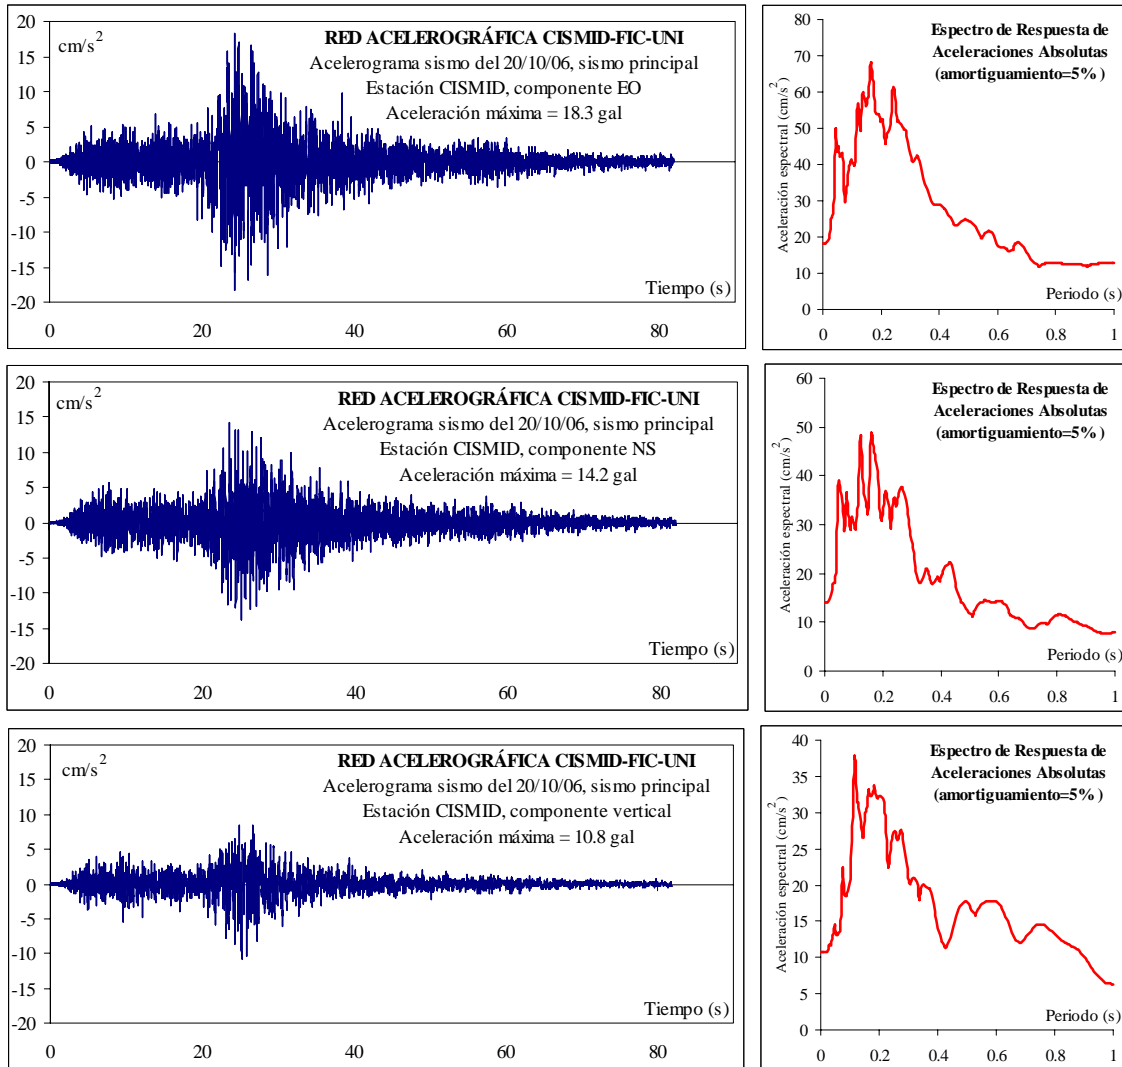 cm/s2
RED ACELEROGRÁFICA CISMID-FIC-UNI
Acelerograma sismo del 20/10/06, sismo principal
Estación CISMID, componente EO
Aceleración máxima = 18.3 gal
20
15
10
5
0
-5
-10
-15
-20
Tiempo (s)
0 20 40 60 80
Espectro de Respuesta de
Aceleraciones Absolutas
(amortiguamiento=5%)
Aceleración espectral (cm/s2)
80
70
60
50
40
30
20
10
0
Periodo (s)
0 0.2 0.4 0.6 0.8 1
cm/s2
RED ACELEROGRÁFICA CISMID-FIC-UNI
Acelerograma sismo del 20/10/06, sismo principal
Estación CISMID, componente NS
Aceleración máxima = 14.2 gal
20
15
10
5
0
-5
-10
-15
-20
Tiempo (s)
0 20 40 60 80
Espectro de Respuesta de
Aceleraciones Absolutas
(amortiguamiento=5%)
Aceleración espectral (cm/s2)
60
50
40
30
20
10
0
Periodo (s)
0 0.2 0.4 0.6 0.8 1
cm/s2
RED ACELEROGRÁFICA CISMID-FIC-UNI
Acelerograma sismo del 20/10/06, sismo principal
Estación CISMID, componente vertical
Aceleración máxima = 10.8 gal
20
15
10
5
0
-5
-10
-15
-20
Tiempo (s)
0 20 40 60 80
Espectro de Respuesta de
Aceleraciones Absolutas
(amortiguamiento=5%)
Aceleración espectral (cm/s2)
40
35
30
25
20
15
10
5
0
Periodo (s)
0 0.2 0.4 0.6 0.8 1